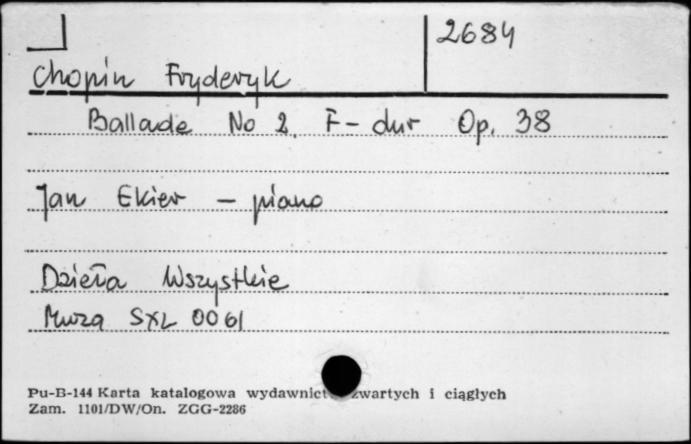 2684
Chopin Fryderyk
Ballade No 2. F-dur Op. 38
Jan Ekier - piano
Dzieła Wszystkie
Muza SXL 0061
Pu-B-144 Karta katalogowa wydawnict zwartych i ciągłych
Zam. 1101/DW/On. ZGG-2286